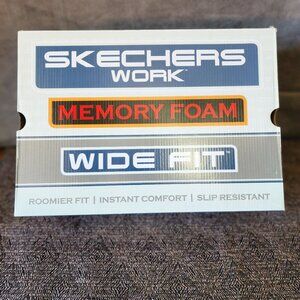 SKECHERS
WORK
MEMORY FOAM
WIDE FIT
ROOMIER FIT | INSTANT COMFORT | SLIP RESISTANT